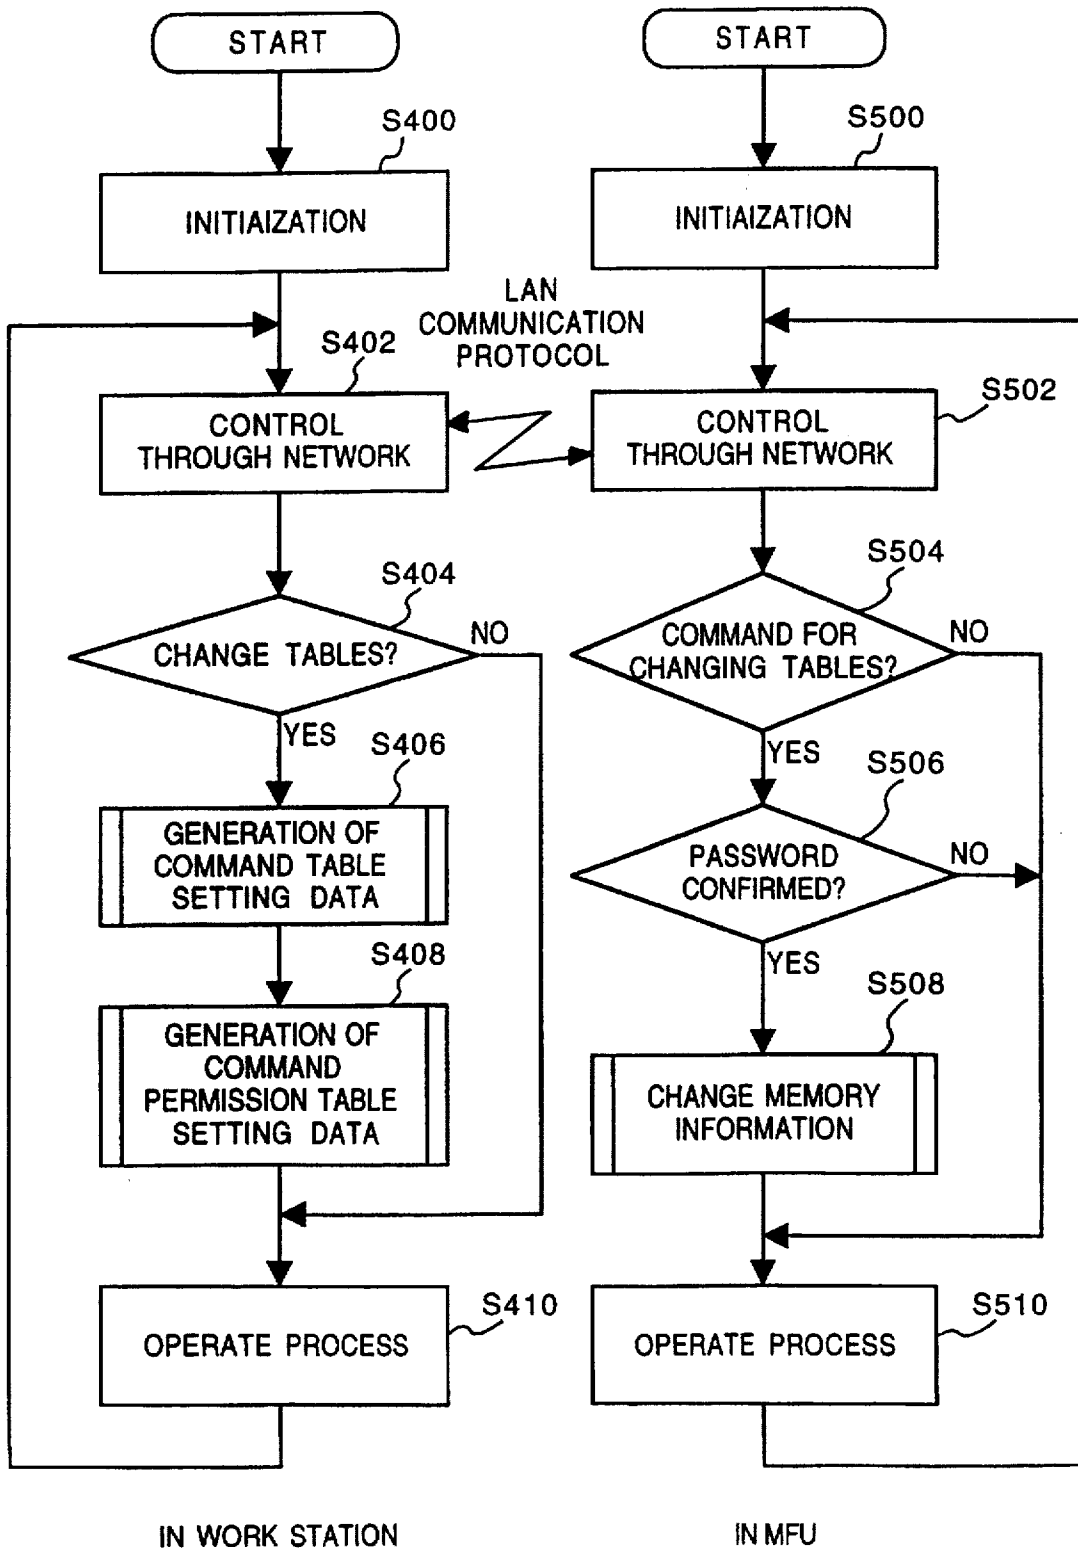 START
S400
INITIAIZATION
S402
CONTROL
THROUGH NETWORK
S404
CHANGE TABLES?
NO
YES
S406
GENERATION OF
COMMAND TABLE
SETTING DATA
S408
GENERATION OF
COMMAND
PERMISSION TABLE
SETTING DATA
S410
OPERATE PROCESS
IN WORK STATION
LAN
COMMUNICATION
PROTOCOL
START
S500
INITIAIZATION
S502
CONTROL
THROUGH NETWORK
S504
COMMAND FOR
CHANGING TABLES?
NO
YES
S506
PASSWORD
CONFIRMED?
NO
YES
S508
CHANGE MEMORY
INFORMATION
S510
OPERATE PROCESS
IN MFU